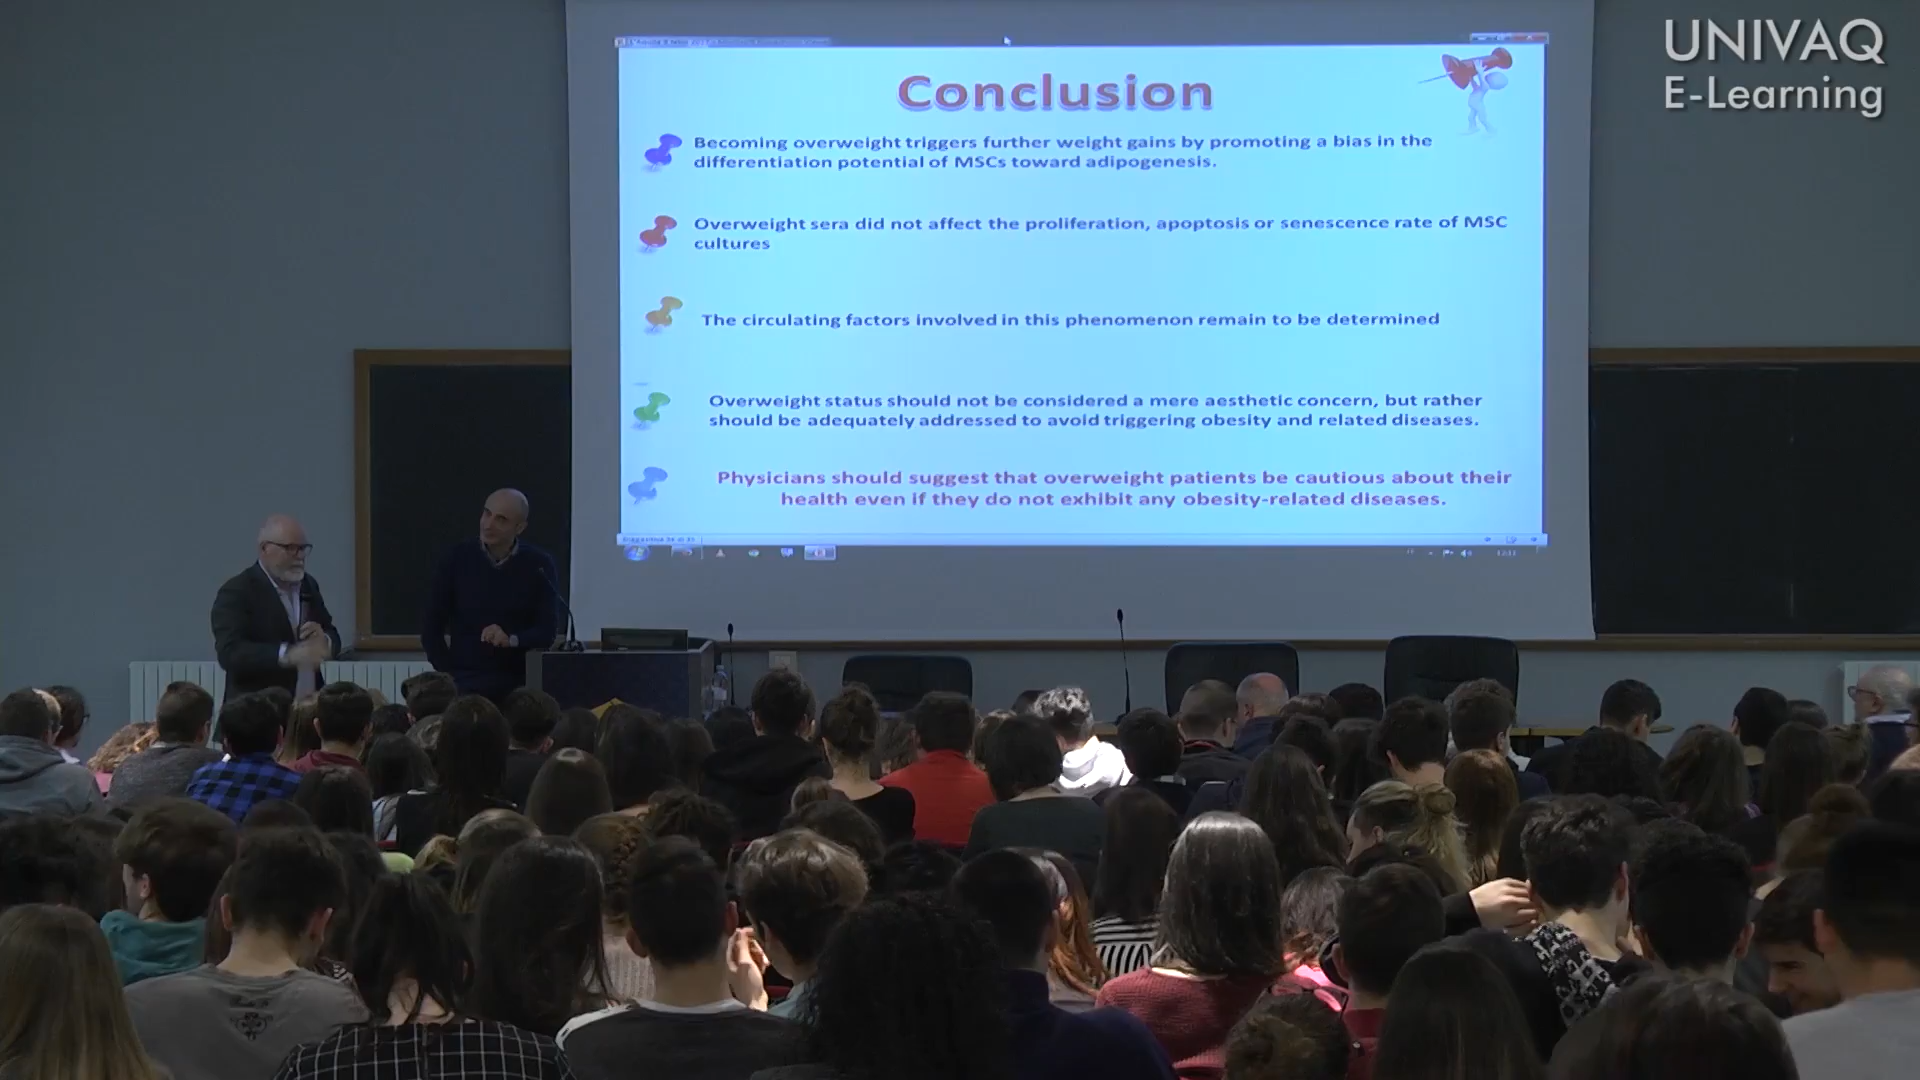 UNIVAQ
E-Learning
Conclusion
Becoming overweight triggers further weight gains by promoting a bias in the
differentiation potential of MSCs toward adipogenesis.
Overweight sera did not affect the proliferation, apoptosis or senescence rate of MSC
cultures
The circulating factors involved in this phenomenon remain to be determined
Overweight status should not be considered a mere aesthetic concern, but rather
should be adequately addressed to avoid triggering obesity and related diseases.
Physicians should suggest that overweight patients be cautious about their
health even if they do not exhibit any obesity-related diseases.